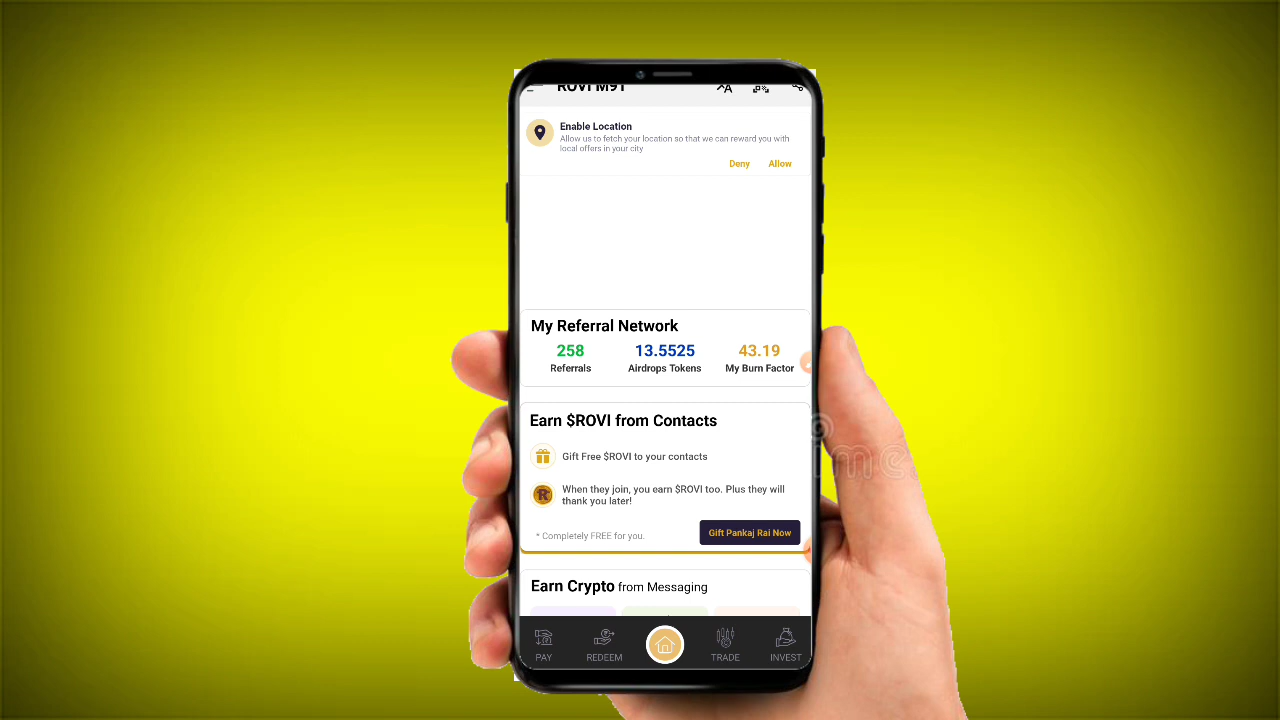 ROVI M91
Enable Location
Allow us to fetch your location so that we can reward you with
local offers in your city
Deny Allow
My Referral Network
258 13.5525 43.19
Referrals Airdrops Tokens My Burn Factor
Earn $ROVI from Contacts
Gift Free $ROVI to your contacts
When they join, you earn $ROVI too. Plus they will
thank you later!
* Completely FREE for you.
Gift Pankaj Rai Now
Earn Crypto from Messaging
PAY REDEEM TRADE INVEST